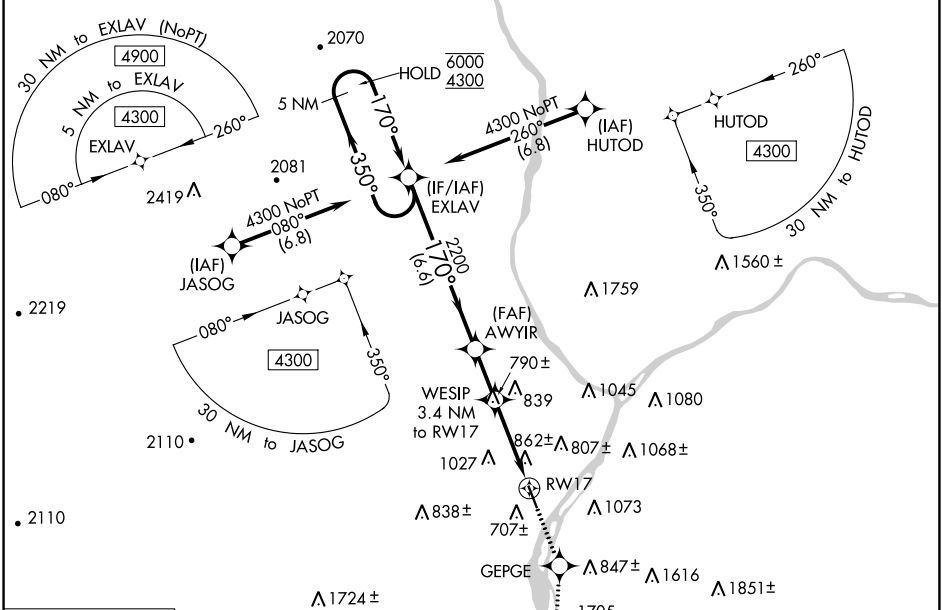 30 NM to EXLAV (NoPT)
4900
5 NM to EXLAV
4300
EXLAV
260°
080°
2070
HOLD 6000
4300
5 NM
170°
350°
4300 NoPT
260°
(6.8)
(IAF)
HUTOD
260°
HUTOD
4300
350°
30 NM to HUTOD
2081
2419
4300 NoPT
080°
(6.8)
(IAF)
JASOG
(IF/IAF)
EXLAV
2200
170°
(6.6)
1560±
1759
2219
080°
JASOG
4300
350°
30 NM to JASOG
(FAF)
AWYIR
790±
WESIP
3.4 NM
to RW17
839
1045
1080
2110
862±
807±
1068±
1027
RW17
2110
838±
707±
1073
GEPGE
847±
1616
1851±
1724±
1705